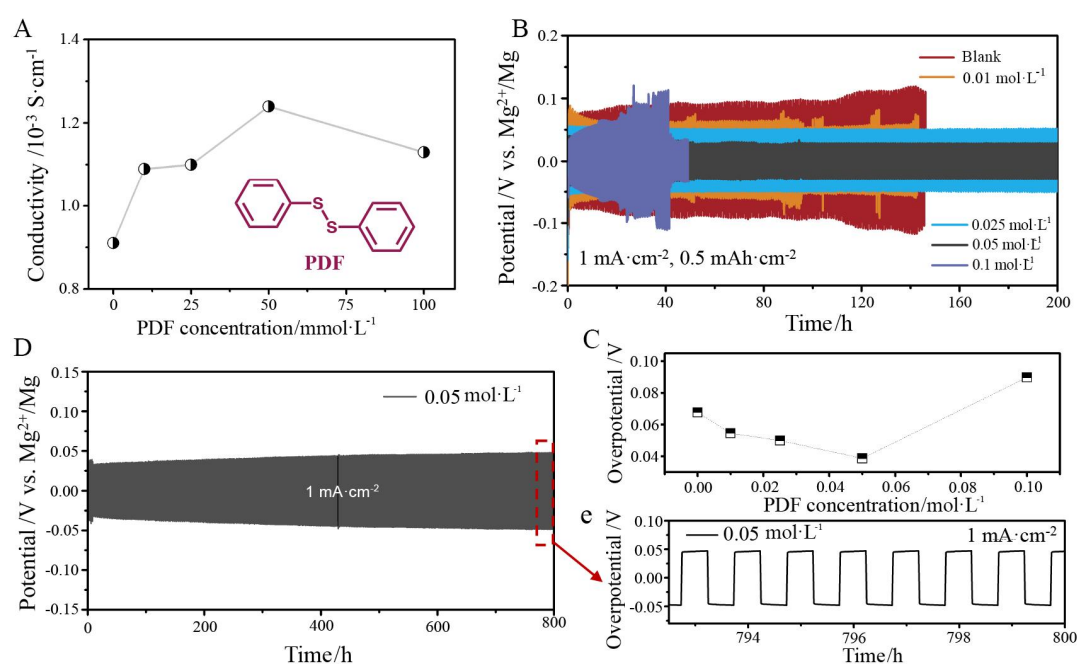 A
Conductivity /10⁻³ S·cm⁻¹
1.4
1.2
1.0
0.8
S
S
PDF
0
25
50
75
100
PDF concentration/mmol·L⁻¹
B
Potential /V vs. Mg²⁺/Mg
0.2
0.1
0.0
-0.1
-0.2
Blank
0.01 mol·L⁻¹
0.025 mol·L¹
0.05 mol·L¹
0.1 mol·L¹
1 mA·cm⁻², 0.5 mAh·cm⁻²
0
40
80
120
160
200
Time/h
D
Potential /V vs. Mg²⁺/Mg
0.15
0.10
0.05
0.00
-0.05
-0.10
-0.15
0.05 mol·L⁻¹
1 mA·cm⁻²
0
200
400
600
800
Time/h
C
Overpotential /V
0.10
0.08
0.06
0.04
0.00
0.02
0.04
0.06
0.08
0.10
PDF concentration/mol·L⁻¹
e
Overpotential /V
0.10
0.05
0.00
-0.05
0.05 mol·L⁻¹
1 mA·cm⁻²
794
796
798
800
Time/h